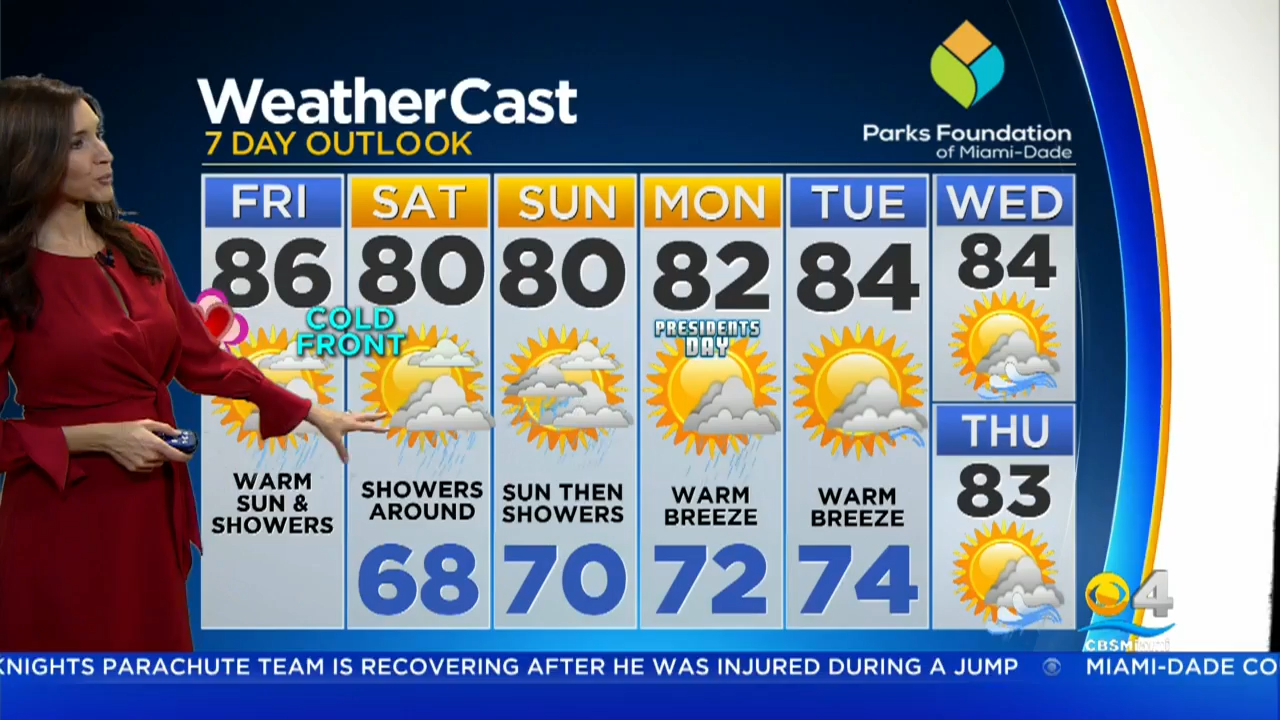 WeatherCast
7 DAY OUTLOOK
Parks Foundation
of Miami-Dade
FRI
86
WARM
SUN &
SHOWERS
COLD
FRONT
SAT
80
SHOWERS
AROUND
68
SUN
80
SUN THEN
SHOWERS
70
MON
82
PRESIDENTS
DAY
WARM
BREEZE
72
TUE
84
WARM
BREEZE
74
WED
84
THU
83
4
CBS Miami
KNIGHTS PARACHUTE TEAM IS RECOVERING AFTER HE WAS INJURED DURING A JUMP
MIAMI-DADE CO